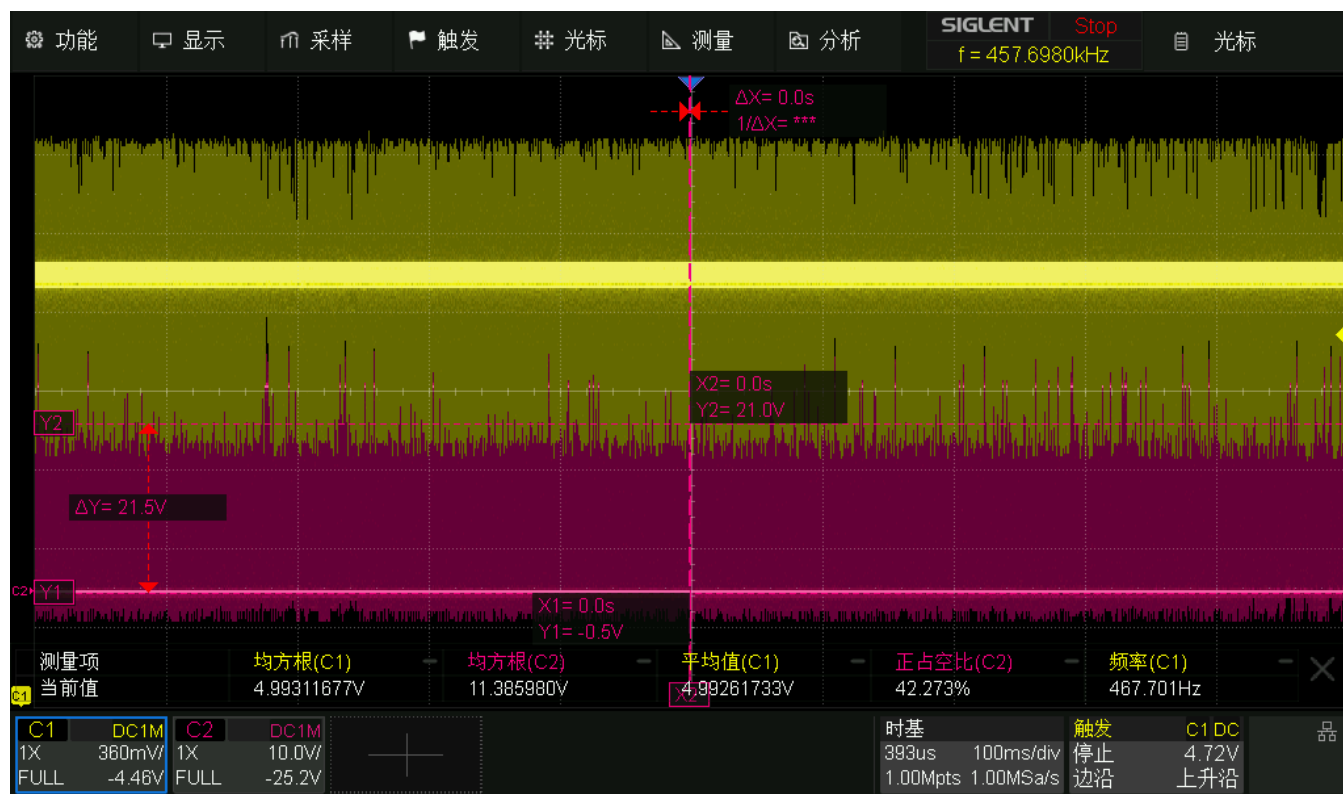 功能 显示 采样 触发 光标 测量 分析 SIGLENT Stop 光标
f = 457.6980kHz
ΔX= 0.0s
1/ΔX= ***
X2= 0.0s
Y2= 21.0V
Y2
ΔY= 21.5V
C2 Y1
X1= 0.0s
Y1= -0.5V
测量项 均方根(C1) 均方根(C2) 平均值(C1) 正占空比(C2) 频率(C1)
当前值 4.99311677V 11.385980V 4.99261733V 42.273% 467.701Hz
C1 X2
C1 DC1M C2 DC1M 时基 触发 C1 DC
1X 360mV/ 1X 10.0V/ 393us 100ms/div 停止 4.72V
FULL -4.46V FULL -25.2V 1.00Mpts 1.00MSa/s 边沿 上升沿